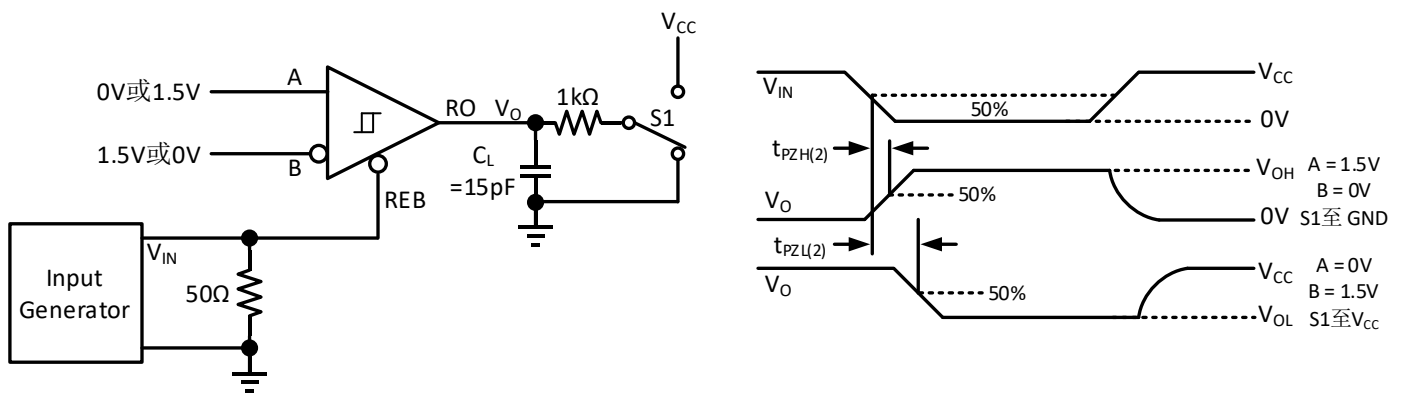 V_CC
0V或1.5V
A
1.5V或0V
B
RO
V_O
1kΩ
S1
C_L
=15pF
REB
V_IN
Input
Generator
50Ω
V_IN
50%
V_CC
0V
t_PZH(2)
V_O
50%
V_OH
0V
A = 1.5V
B = 0V
S1至 GND
t_PZL(2)
V_O
50%
V_CC
V_OL
A = 0V
B = 1.5V
S1至V_CC